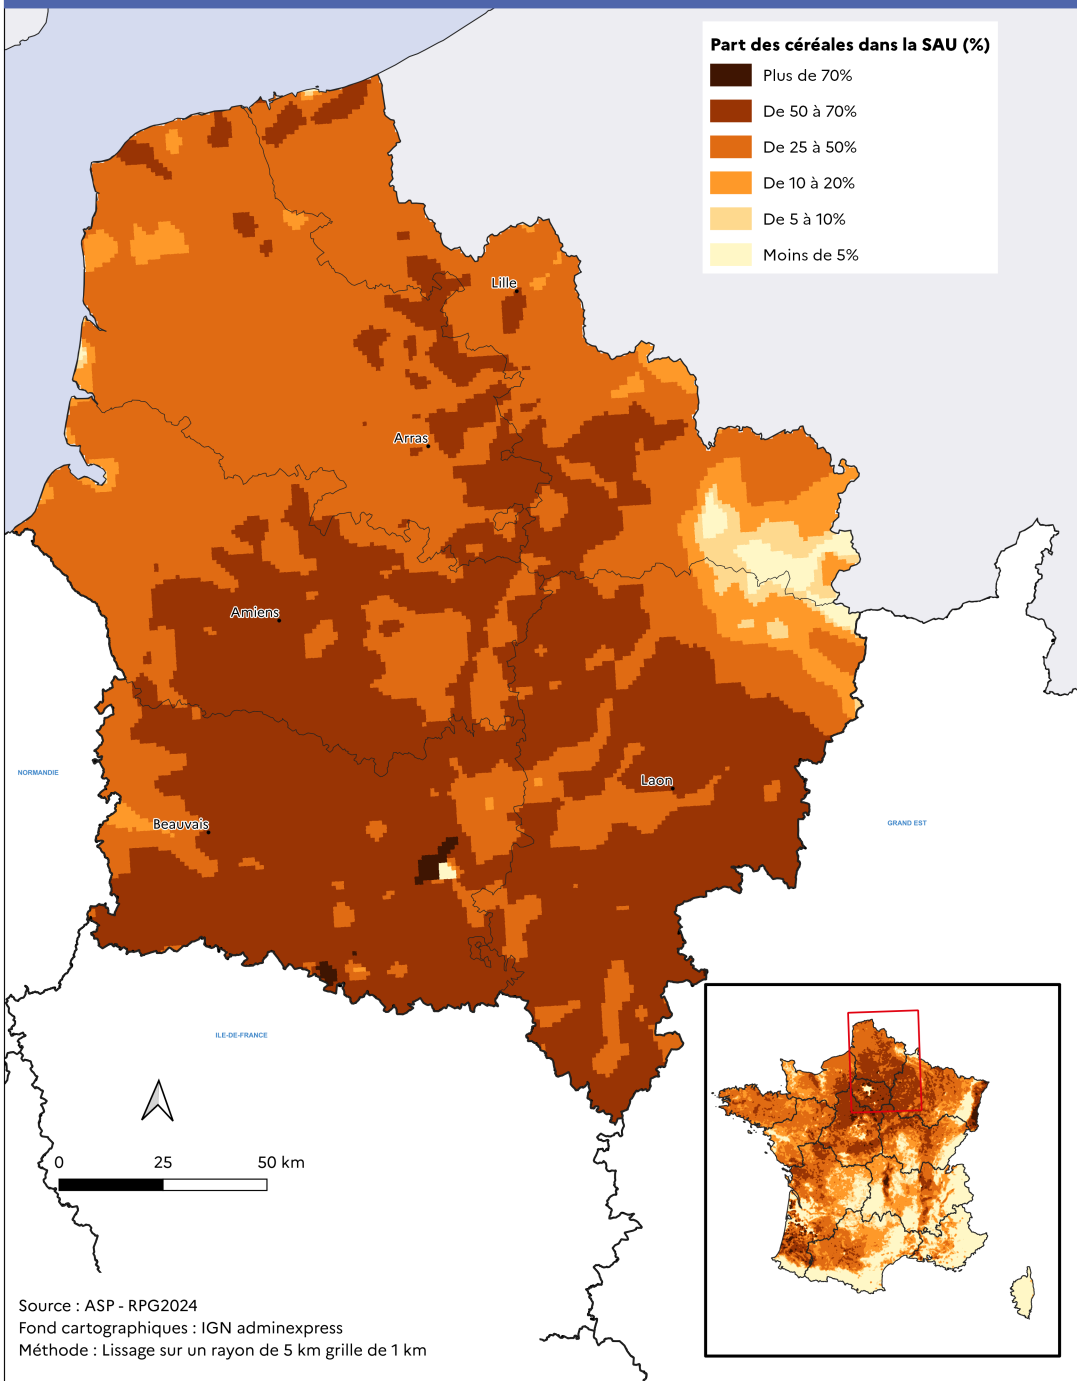 Part des céréales dans la SAU (%)
Plus de 70%
De 50 à 70%
De 25 à 50%
De 10 à 20%
De 5 à 10%
Moins de 5%
Lille
Arras
Amiens
NORMANDIE
Laon
Beauvais
GRAND EST
ILE-DE-FRANCE
0 25 50 km
Source : ASP - RPG2024
Fond cartographiques : IGN adminexpress
Méthode : Lissage sur un rayon de 5 km grille de 1 km